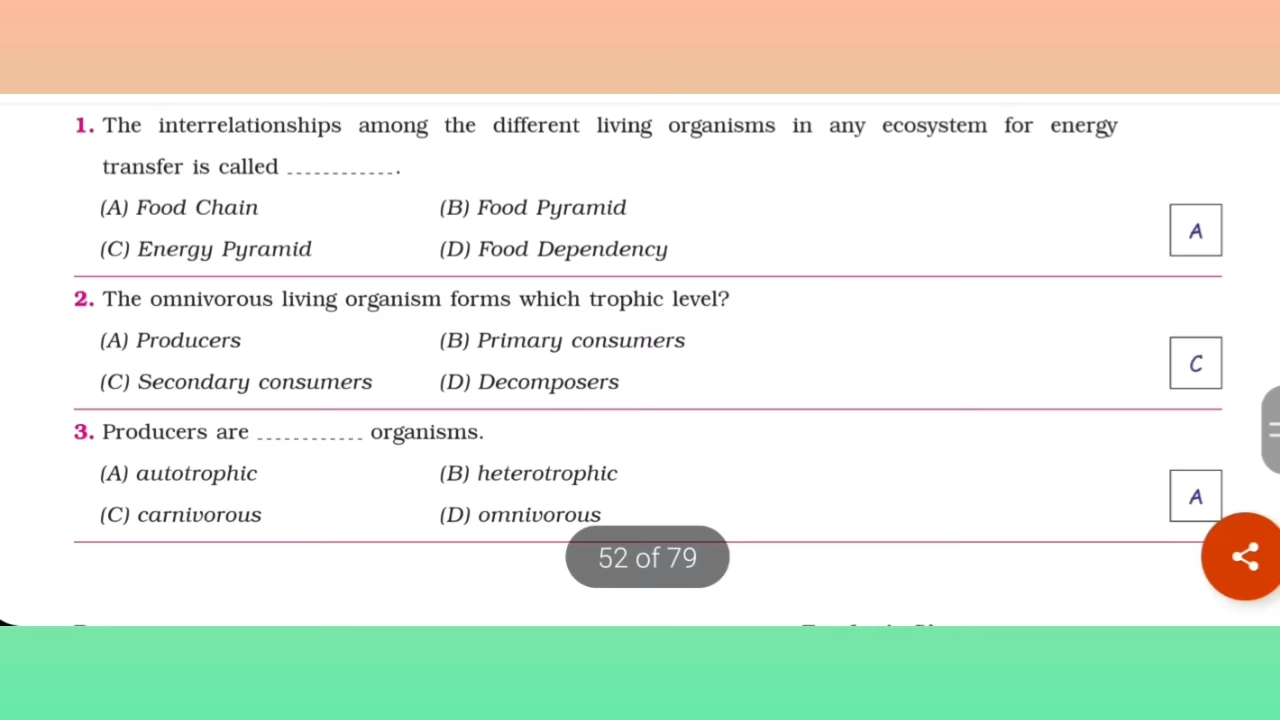 1. The interrelationships among the different living organisms in any ecosystem for energy
transfer is called ............
(A) Food Chain (B) Food Pyramid
A
(C) Energy Pyramid (D) Food Dependency
2. The omnivorous living organism forms which trophic level?
(A) Producers (B) Primary consumers
C
(C) Secondary consumers (D) Decomposers
3. Producers are ............ organisms.
(A) autotrophic (B) heterotrophic
A
(C) carnivorous (D) omnivorous
52 of 79